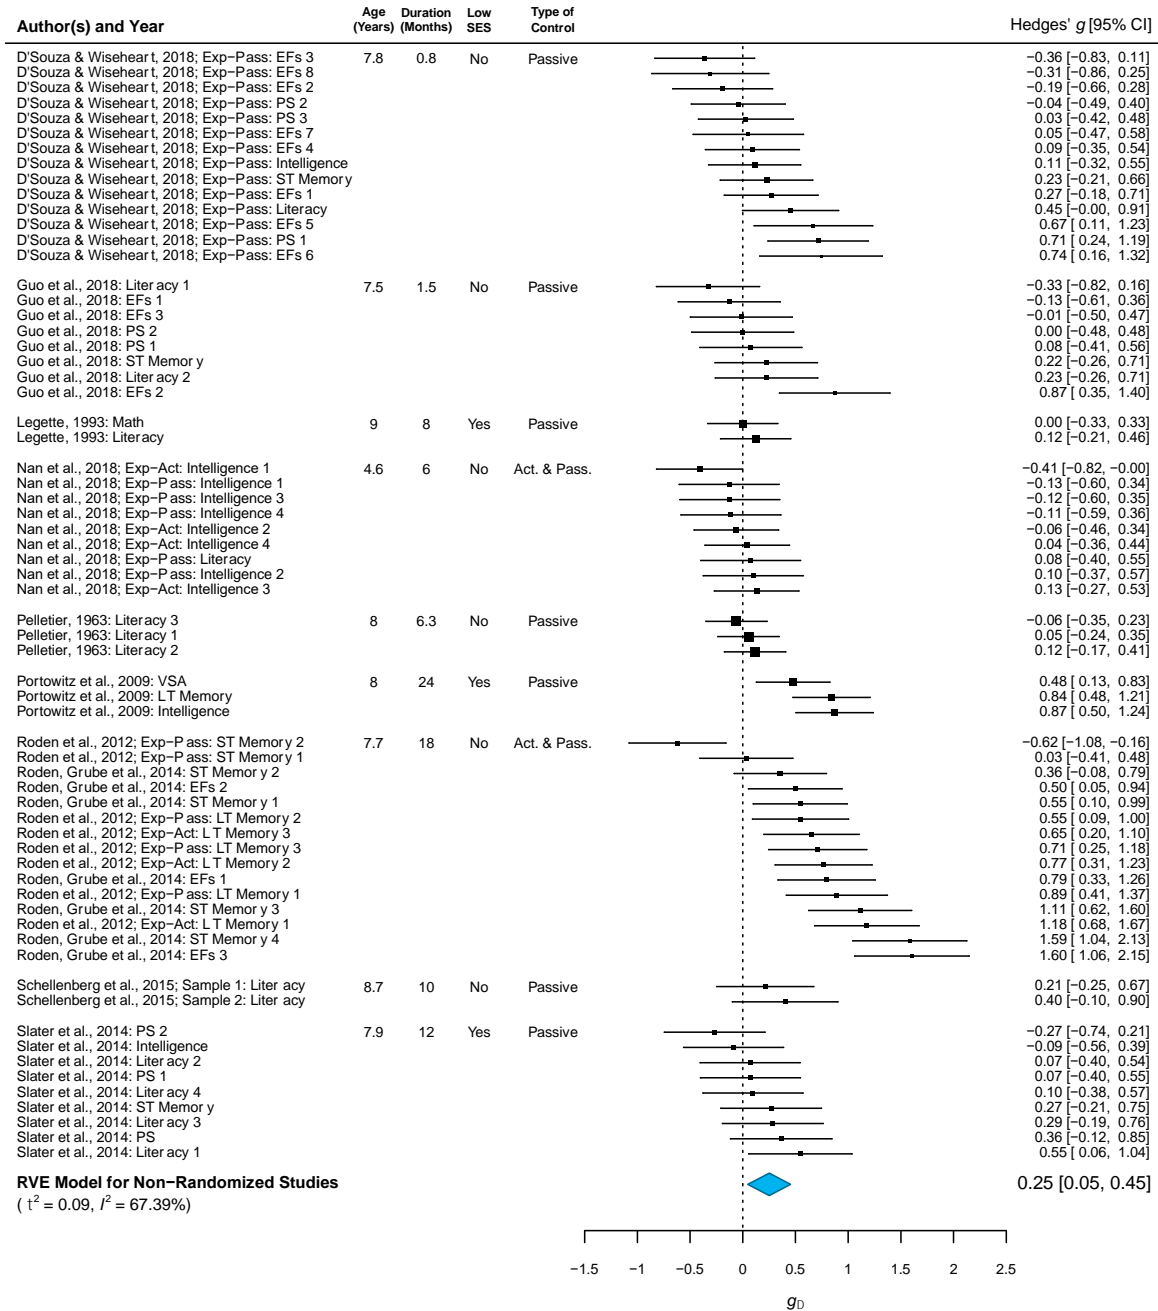 Author(s) and Year Age (Years) Duration (Months) Low SES Type of Control Hedges' g [95% CI]
D'Souza & Wiseheart, 2018; Exp−Pass: EFs 3 7.8 0.8 No Passive −0.36 [−0.83, 0.11]
D'Souza & Wiseheart, 2018; Exp−Pass: EFs 8 −0.31 [−0.86, 0.25]
D'Souza & Wiseheart, 2018; Exp−Pass: EFs 2 −0.19 [−0.66, 0.28]
D'Souza & Wiseheart, 2018; Exp−Pass: PS 2 −0.04 [−0.49, 0.40]
D'Souza & Wiseheart, 2018; Exp−Pass: PS 3 0.03 [−0.42, 0.48]
D'Souza & Wiseheart, 2018; Exp−Pass: EFs 7 0.05 [−0.47, 0.58]
D'Souza & Wiseheart, 2018; Exp−Pass: EFs 4 0.09 [−0.35, 0.54]
D'Souza & Wiseheart, 2018; Exp−Pass: Intelligence 0.11 [−0.32, 0.55]
D'Souza & Wiseheart, 2018; Exp−Pass: ST Memory 0.23 [−0.21, 0.66]
D'Souza & Wiseheart, 2018; Exp−Pass: EFs 1 0.27 [−0.18, 0.71]
D'Souza & Wiseheart, 2018; Exp−Pass: Literacy 0.45 [−0.00, 0.91]
D'Souza & Wiseheart, 2018; Exp−Pass: EFs 5 0.67 [ 0.11, 1.23]
D'Souza & Wiseheart, 2018; Exp−Pass: PS 1 0.71 [ 0.24, 1.19]
D'Souza & Wiseheart, 2018; Exp−Pass: EFs 6 0.74 [ 0.16, 1.32]
Guo et al., 2018: Literacy 1 7.5 1.5 No Passive −0.33 [−0.82, 0.16]
Guo et al., 2018: EFs 1 −0.13 [−0.61, 0.36]
Guo et al., 2018: EFs 3 −0.01 [−0.50, 0.47]
Guo et al., 2018: PS 2 0.00 [−0.48, 0.48]
Guo et al., 2018: PS 1 0.08 [−0.41, 0.56]
Guo et al., 2018: ST Memory 0.22 [−0.26, 0.71]
Guo et al., 2018: Literacy 2 0.23 [−0.26, 0.71]
Guo et al., 2018: EFs 2 0.87 [ 0.35, 1.40]
Legette, 1993: Math 9 8 Yes Passive 0.00 [−0.33, 0.33]
Legette, 1993: Literacy 0.12 [−0.21, 0.46]
Nan et al., 2018; Exp−Act: Intelligence 1 4.6 6 No Act. & Pass. −0.41 [−0.82, −0.00]
Nan et al., 2018; Exp−Pass: Intelligence 1 −0.13 [−0.60, 0.34]
Nan et al., 2018; Exp−Pass: Intelligence 3 −0.12 [−0.60, 0.35]
Nan et al., 2018; Exp−Pass: Intelligence 4 −0.11 [−0.59, 0.36]
Nan et al., 2018; Exp−Act: Intelligence 2 −0.06 [−0.46, 0.34]
Nan et al., 2018; Exp−Act: Intelligence 4 0.04 [−0.36, 0.44]
Nan et al., 2018; Exp−Pass: Literacy 0.08 [−0.40, 0.55]
Nan et al., 2018; Exp−Pass: Intelligence 2 0.10 [−0.37, 0.57]
Nan et al., 2018; Exp−Act: Intelligence 3 0.13 [−0.27, 0.53]
Pelletier, 1963: Literacy 3 8 6.3 No Passive −0.06 [−0.35, 0.23]
Pelletier, 1963: Literacy 1 0.05 [−0.24, 0.35]
Pelletier, 1963: Literacy 2 0.12 [−0.17, 0.41]
Portowitz et al., 2009: VSA 8 24 Yes Passive 0.48 [ 0.13, 0.83]
Portowitz et al., 2009: LT Memory 0.84 [ 0.48, 1.21]
Portowitz et al., 2009: Intelligence 0.87 [ 0.50, 1.24]
Roden et al., 2012; Exp−Pass: ST Memory 2 7.7 18 No Act. & Pass. −0.62 [−1.08, −0.16]
Roden et al., 2012; Exp−Pass: ST Memory 1 0.03 [−0.41, 0.48]
Roden, Grube et al., 2014: ST Memory 2 0.36 [−0.08, 0.79]
Roden, Grube et al., 2014: EFs 2 0.50 [ 0.05, 0.94]
Roden, Grube et al., 2014: ST Memory 1 0.55 [ 0.10, 0.99]
Roden et al., 2012; Exp−Pass: LT Memory 2 0.55 [ 0.09, 1.00]
Roden et al., 2012; Exp−Act: LT Memory 3 0.65 [ 0.20, 1.10]
Roden et al., 2012; Exp−Pass: LT Memory 3 0.71 [ 0.25, 1.18]
Roden et al., 2012; Exp−Act: LT Memory 2 0.77 [ 0.31, 1.23]
Roden, Grube et al., 2014: EFs 1 0.79 [ 0.33, 1.26]
Roden et al., 2012; Exp−Pass: LT Memory 1 0.89 [ 0.41, 1.37]
Roden, Grube et al., 2014: ST Memory 3 1.11 [ 0.62, 1.60]
Roden et al., 2012; Exp−Act: LT Memory 1 1.18 [ 0.68, 1.67]
Roden, Grube et al., 2014: ST Memory 4 1.59 [ 1.04, 2.13]
Roden, Grube et al., 2014: EFs 3 1.60 [ 1.06, 2.15]
Schellenberg et al., 2015; Sample 1: Literacy 8.7 10 No Passive 0.21 [−0.25, 0.67]
Schellenberg et al., 2015; Sample 2: Literacy 0.40 [−0.10, 0.90]
Slater et al., 2014: PS 2 7.9 12 Yes Passive −0.27 [−0.74, 0.21]
Slater et al., 2014: Intelligence −0.09 [−0.56, 0.39]
Slater et al., 2014: Literacy 2 0.07 [−0.40, 0.54]
Slater et al., 2014: PS 1 0.07 [−0.40, 0.55]
Slater et al., 2014: Literacy 4 0.10 [−0.38, 0.57]
Slater et al., 2014: ST Memory 0.27 [−0.21, 0.75]
Slater et al., 2014: Literacy 3 0.29 [−0.19, 0.76]
Slater et al., 2014: PS 0.36 [−0.12, 0.85]
Slater et al., 2014: Literacy 1 0.55 [ 0.06, 1.04]
RVE Model for Non−Randomized Studies 0.25 [0.05, 0.45]
( τ² = 0.09, I² = 67.39%)
−1.5 −1 −0.5 0 0.5 1 1.5 2 2.5
g_D